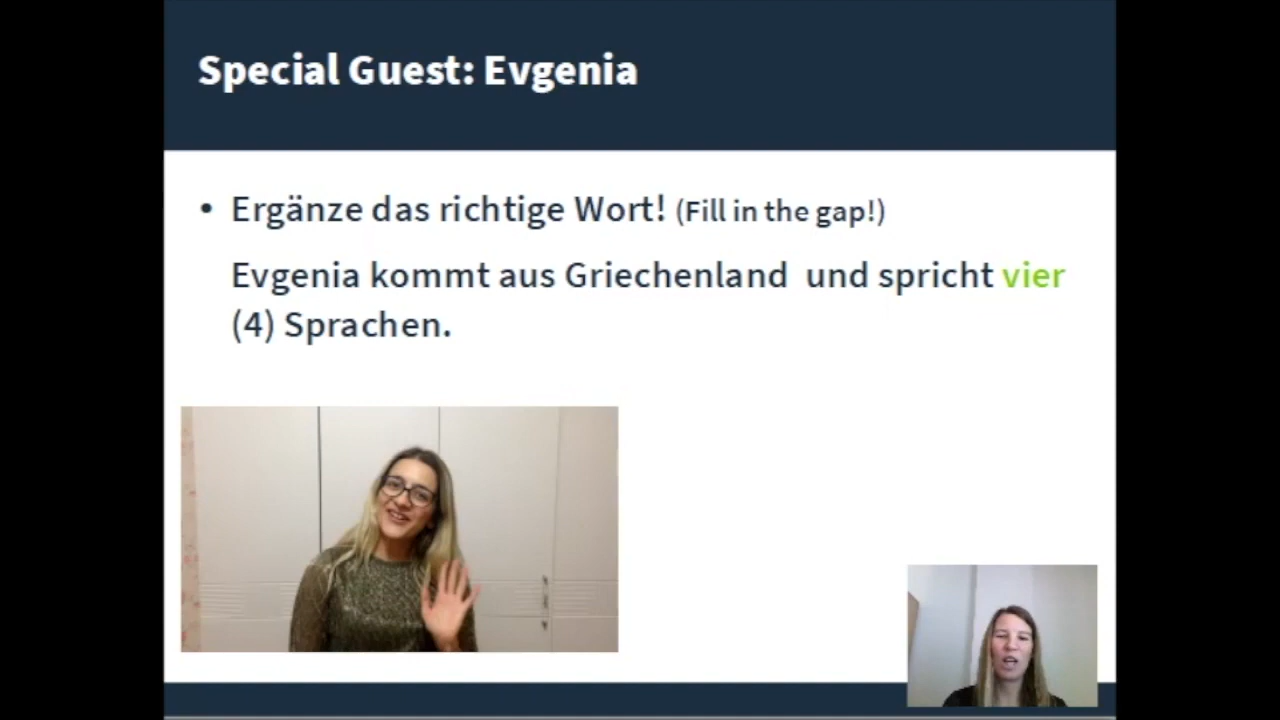 Special Guest: Evgenia
• Ergänze das richtige Wort! (Fill in the gap!)
Evgenia kommt aus Griechenland und spricht vier
(4) Sprachen.